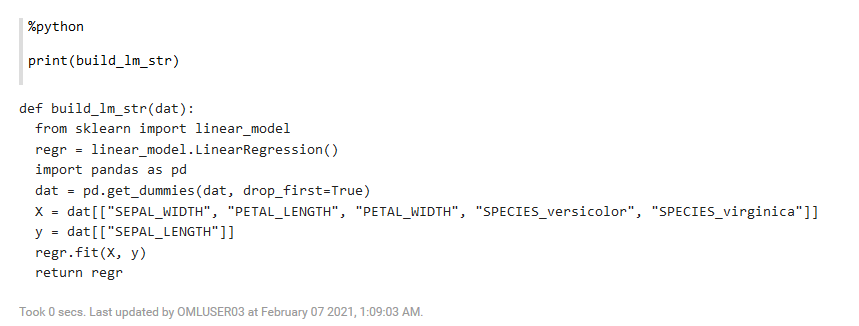 %python
print(build_lm_str)
def build_lm_str(dat):
  from sklearn import linear_model
  regr = linear_model.LinearRegression()
  import pandas as pd
  dat = pd.get_dummies(dat, drop_first=True)
  X = dat[["SEPAL_WIDTH", "PETAL_LENGTH", "PETAL_WIDTH", "SPECIES_versicolor", "SPECIES_virginica"]]
  y = dat[["SEPAL_LENGTH"]]
  regr.fit(X, y)
  return regr
Took 0 secs. Last updated by OMLUSER03 at February 07 2021, 1:09:03 AM.